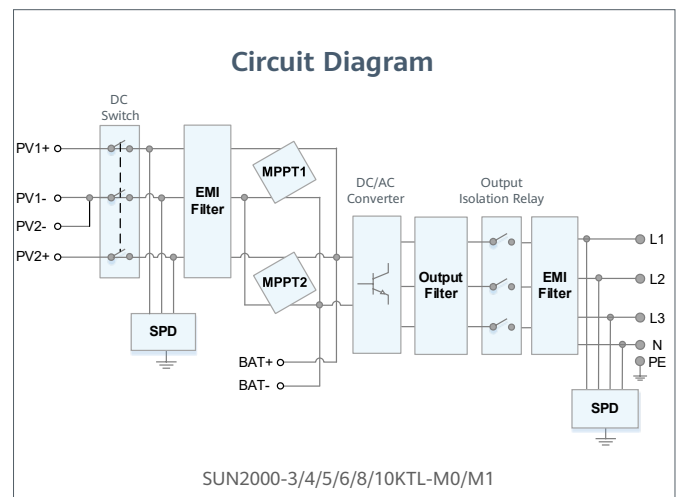 Circuit Diagram
DC
Switch
PV1+
PV1-
PV2-
PV2+
EMI
Filter
SPD
MPPT1
MPPT2
BAT+
BAT-
DC/AC
Converter
Output
Filter
Output
Isolation Relay
EMI
Filter
L1
L2
L3
N
PE
SPD
SUN2000-3/4/5/6/8/10KTL-M0/M1